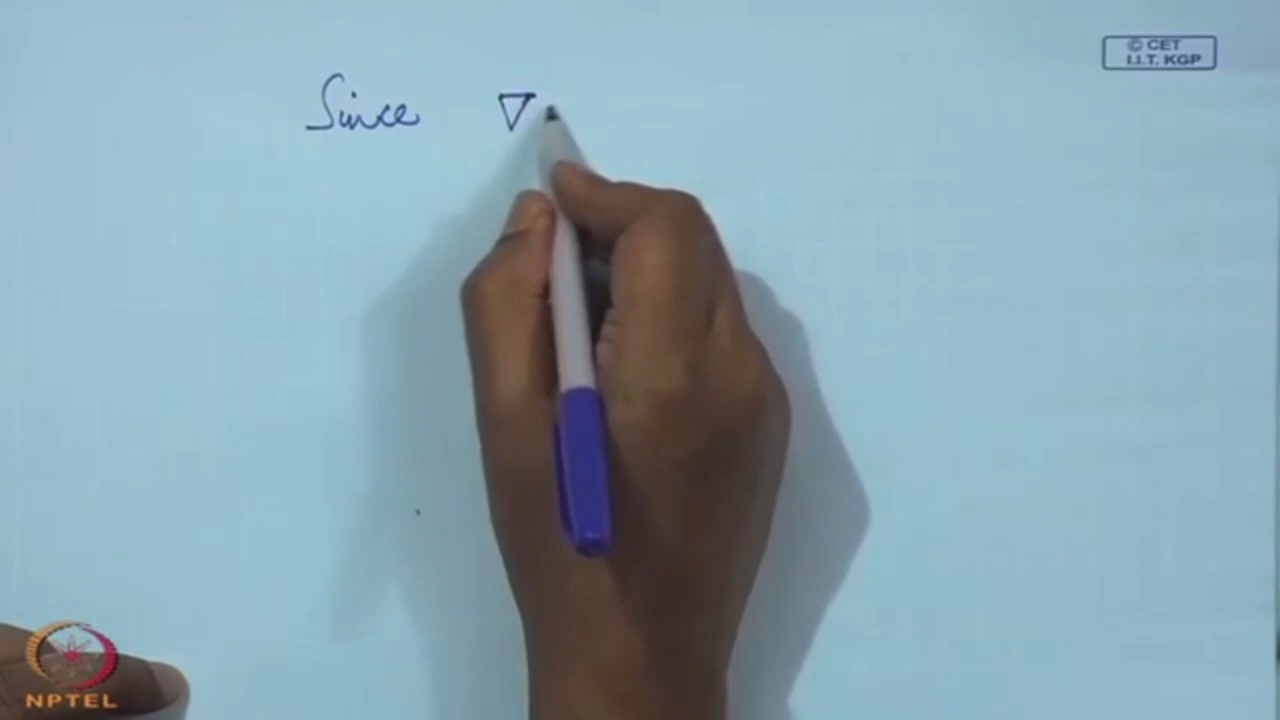 Since ∇
© CET
I.I.T. KGP
NPTEL